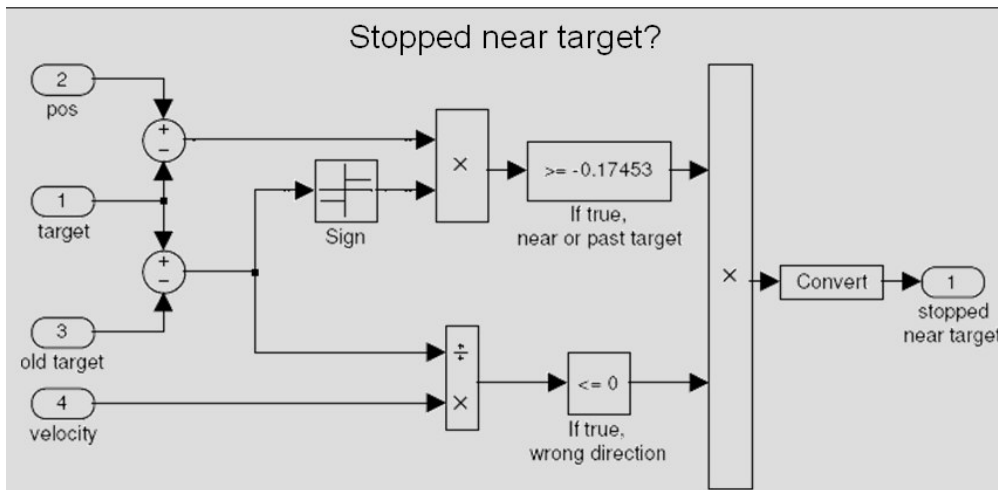 Stopped near target?
2
pos
+
−
1
target
+
−
Sign
×
>= -0.17453
If true,
near or past target
×
Convert
1
stopped
near target
3
old target
÷
×
4
velocity
<= 0
If true,
wrong direction